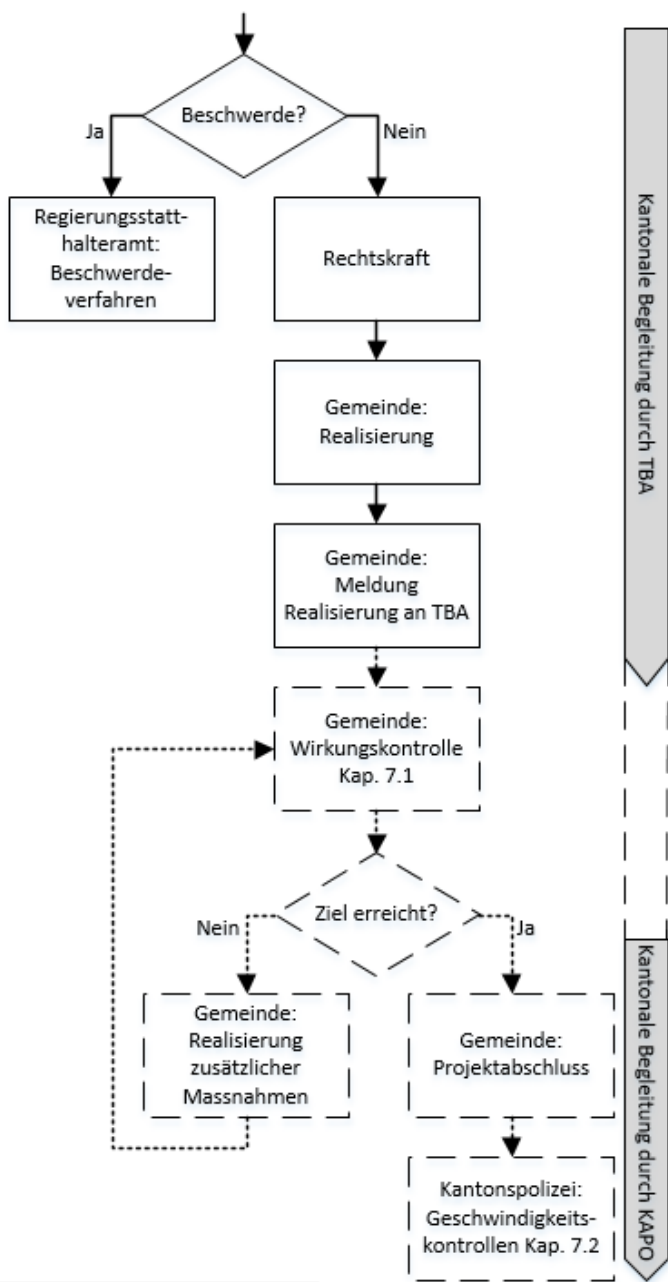 Beschwerde?
Ja
Nein
Regierungsstatt-
halteramt:
Beschwerde-
verfahren
Rechtskraft
Gemeinde:
Realisierung
Gemeinde:
Meldung
Realisierung an TBA
Gemeinde:
Wirkungskontrolle
Kap. 7.1
Ziel erreicht?
Nein
Ja
Gemeinde:
Realisierung
zusätzlicher
Massnahmen
Gemeinde:
Projektabschluss
Kantonspolizei:
Geschwindigkeits-
kontrollen Kap. 7.2
Kantonale Begleitung durch TBA
Kantonale Begleitung durch KAPO